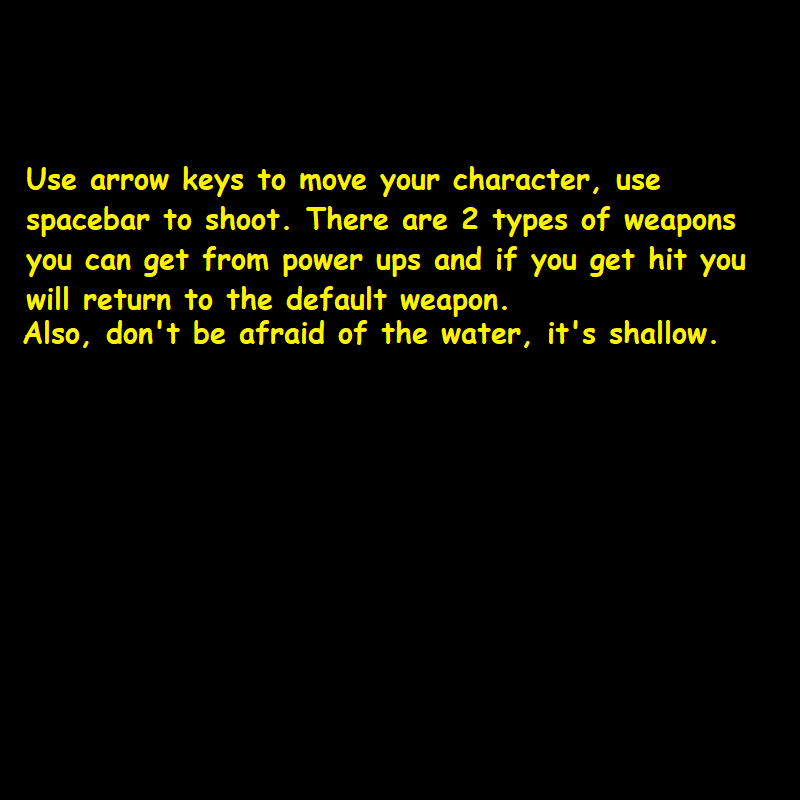 Use arrow keys to move your character, use
spacebar to shoot. There are 2 types of weapons
you can get from power ups and if you get hit you
will return to the default weapon.
Also, don't be afraid of the water, it's shallow.